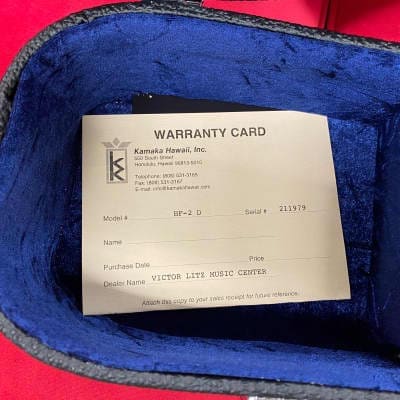 WARRANTY CARD
Kamaka Hawaii, Inc.
550 South Street
Honolulu, Hawaii 96813-5010
Telephone: (808) 531-3165
Fax: (808) 531-3167
E-mail: info@kamakahawaii.com
Model # HF-2 D Serial # 211979
Name
Purchase Date Price
Dealer Name VICTOR LITZ MUSIC CENTER
Attach this copy to your sales receipt for future reference.